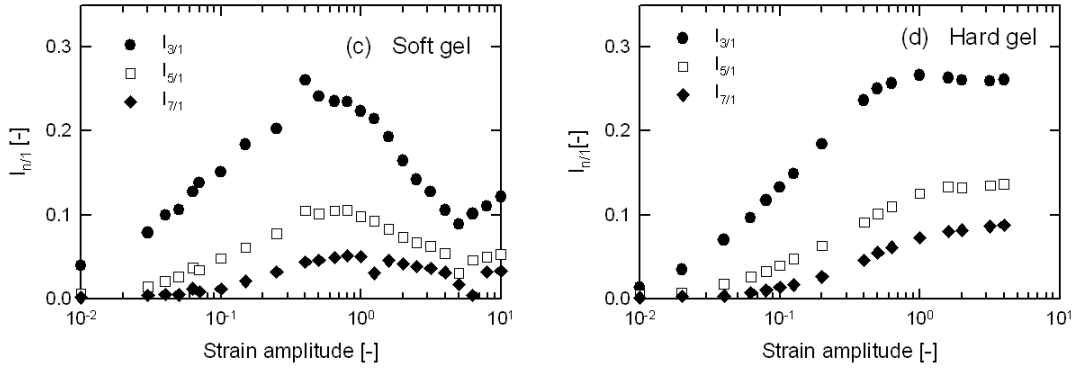 (c) Soft gel
I3/1
I5/1
I7/1
0.3
0.2
0.1
0.0
In/1 [-]
10-2
10-1
100
101
Strain amplitude [-]
(d) Hard gel
I3/1
I5/1
I7/1
0.3
0.2
0.1
0.0
In/1[-]
10-2
10-1
100
101
Strain amplitude [-]